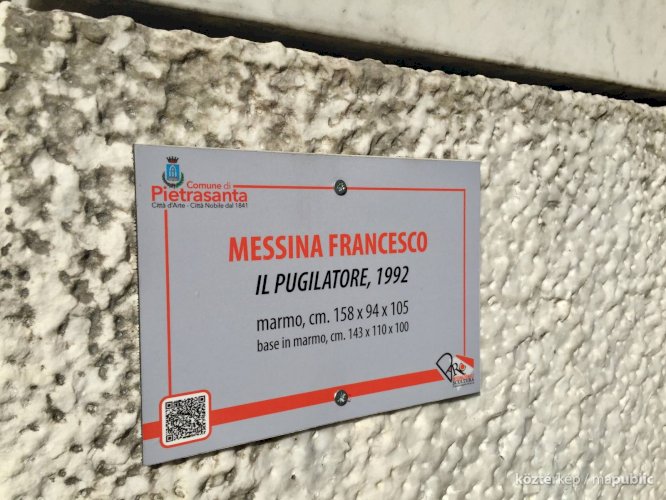 Comune di
Pietrasanta
Città d'Arte - Città Nobile dal 1841
MESSINA FRANCESCO
IL PUGILATORE, 1992
marmo, cm. 158 x 94 x 105
base in marmo, cm. 143 x 110 x 100
köztérkép / mapublic